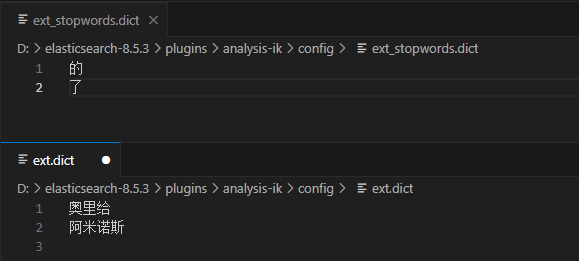 ext_stopwords.dict
D: > elasticsearch-8.5.3 > plugins > analysis-ik > config > ext_stopwords.dict
1 的
2 了
ext.dict
D: > elasticsearch-8.5.3 > plugins > analysis-ik > config > ext.dict
1 奥里给
2 阿米诺斯
3